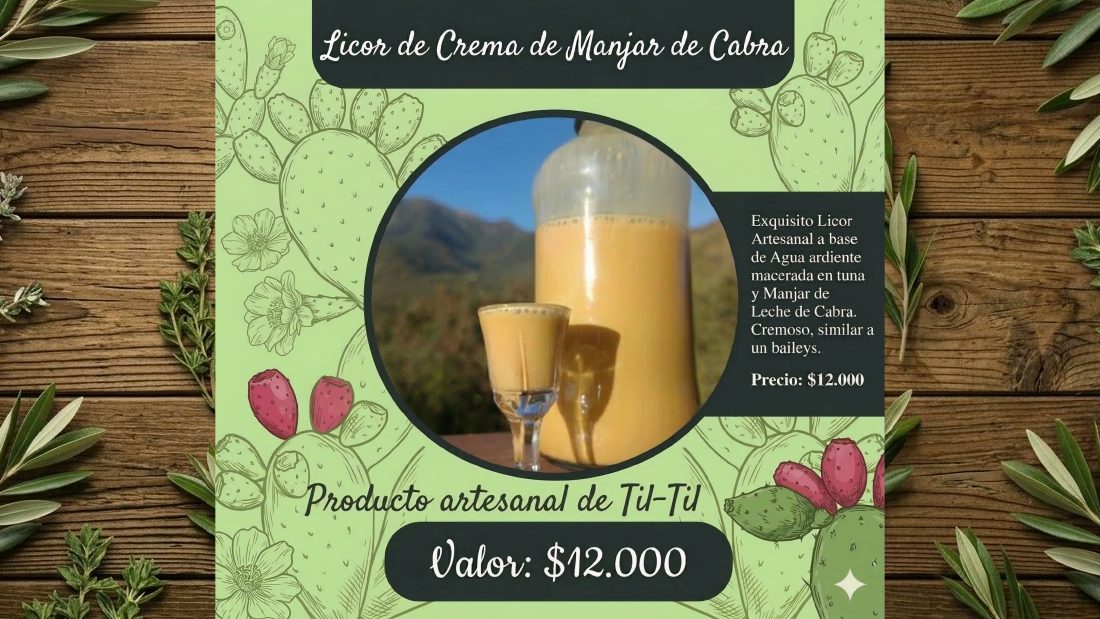 Licor de Crema de Manjar de Cabra
Exquisito Licor
Artesanal a base
de Agua ardiente
macerada en tuna
y Manjar de
Leche de Cabra.
Cremoso, similar a
un baileys.
Precio: $12.000
Producto artesanal de Til-Til
Valor: $12.000